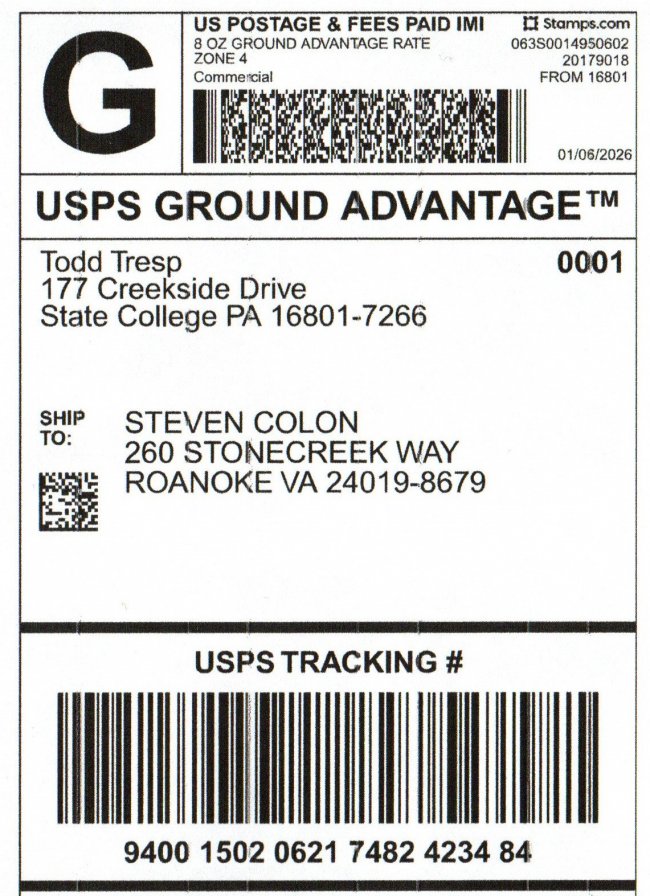 G
US POSTAGE & FEES PAID IMI
8 OZ GROUND ADVANTAGE RATE
ZONE 4
Commercial
Stamps.com
063S0014950602
20179018
FROM 16801
01/06/2026
USPS GROUND ADVANTAGE™
Todd Tresp
177 Creekside Drive
State College PA 16801-7266
0001
SHIP
TO:
STEVEN COLON
260 STONECREEK WAY
ROANOKE VA 24019-8679
USPS TRACKING #
9400 1502 0621 7482 4234 84